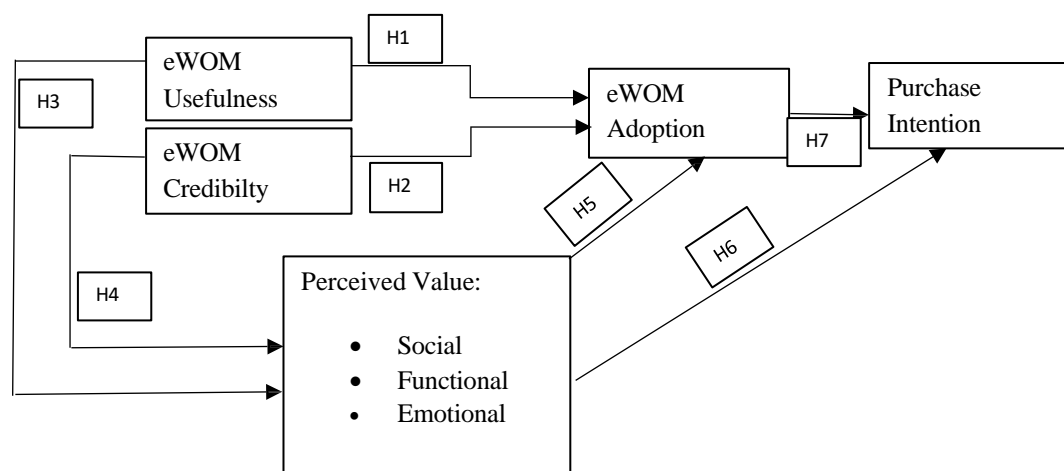 H1
eWOM
Usefulness
H3
eWOM
Adoption
Purchase
Intention
H7
eWOM
Credibilty
H2
H5
H6
H4
Perceived Value:
• Social
• Functional
• Emotional